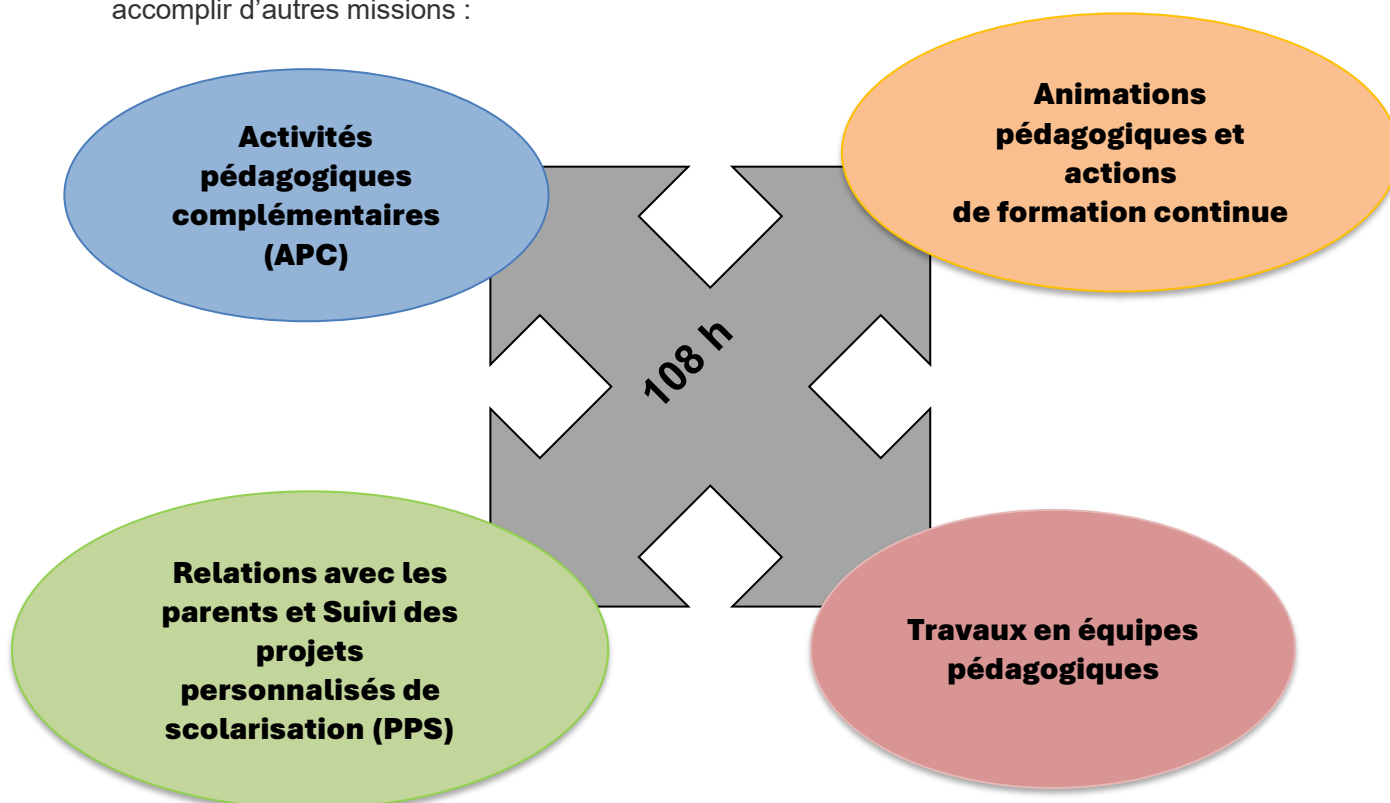 accomplir d’autres missions :
Activités
pédagogiques
complémentaires
(APC)
Animations
pédagogiques et
actions
de formation continue
108 h
Relations avec les
parents et Suivi des
projets
personnalisés de
scolarisation (PPS)
Travaux en équipes
pédagogiques